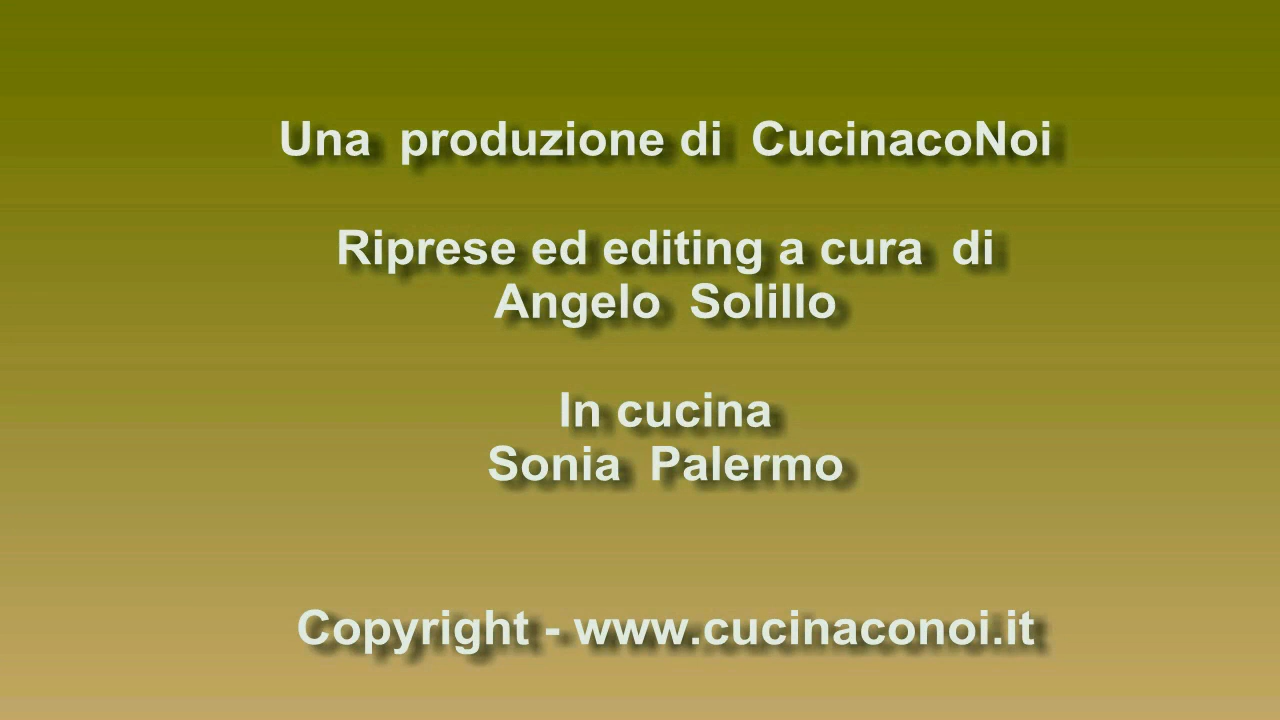 Una produzione di CucinacoNoi
Riprese ed editing a cura di
Angelo Solillo
In cucina
Sonia Palermo
Copyright - www.cucinaconoi.it